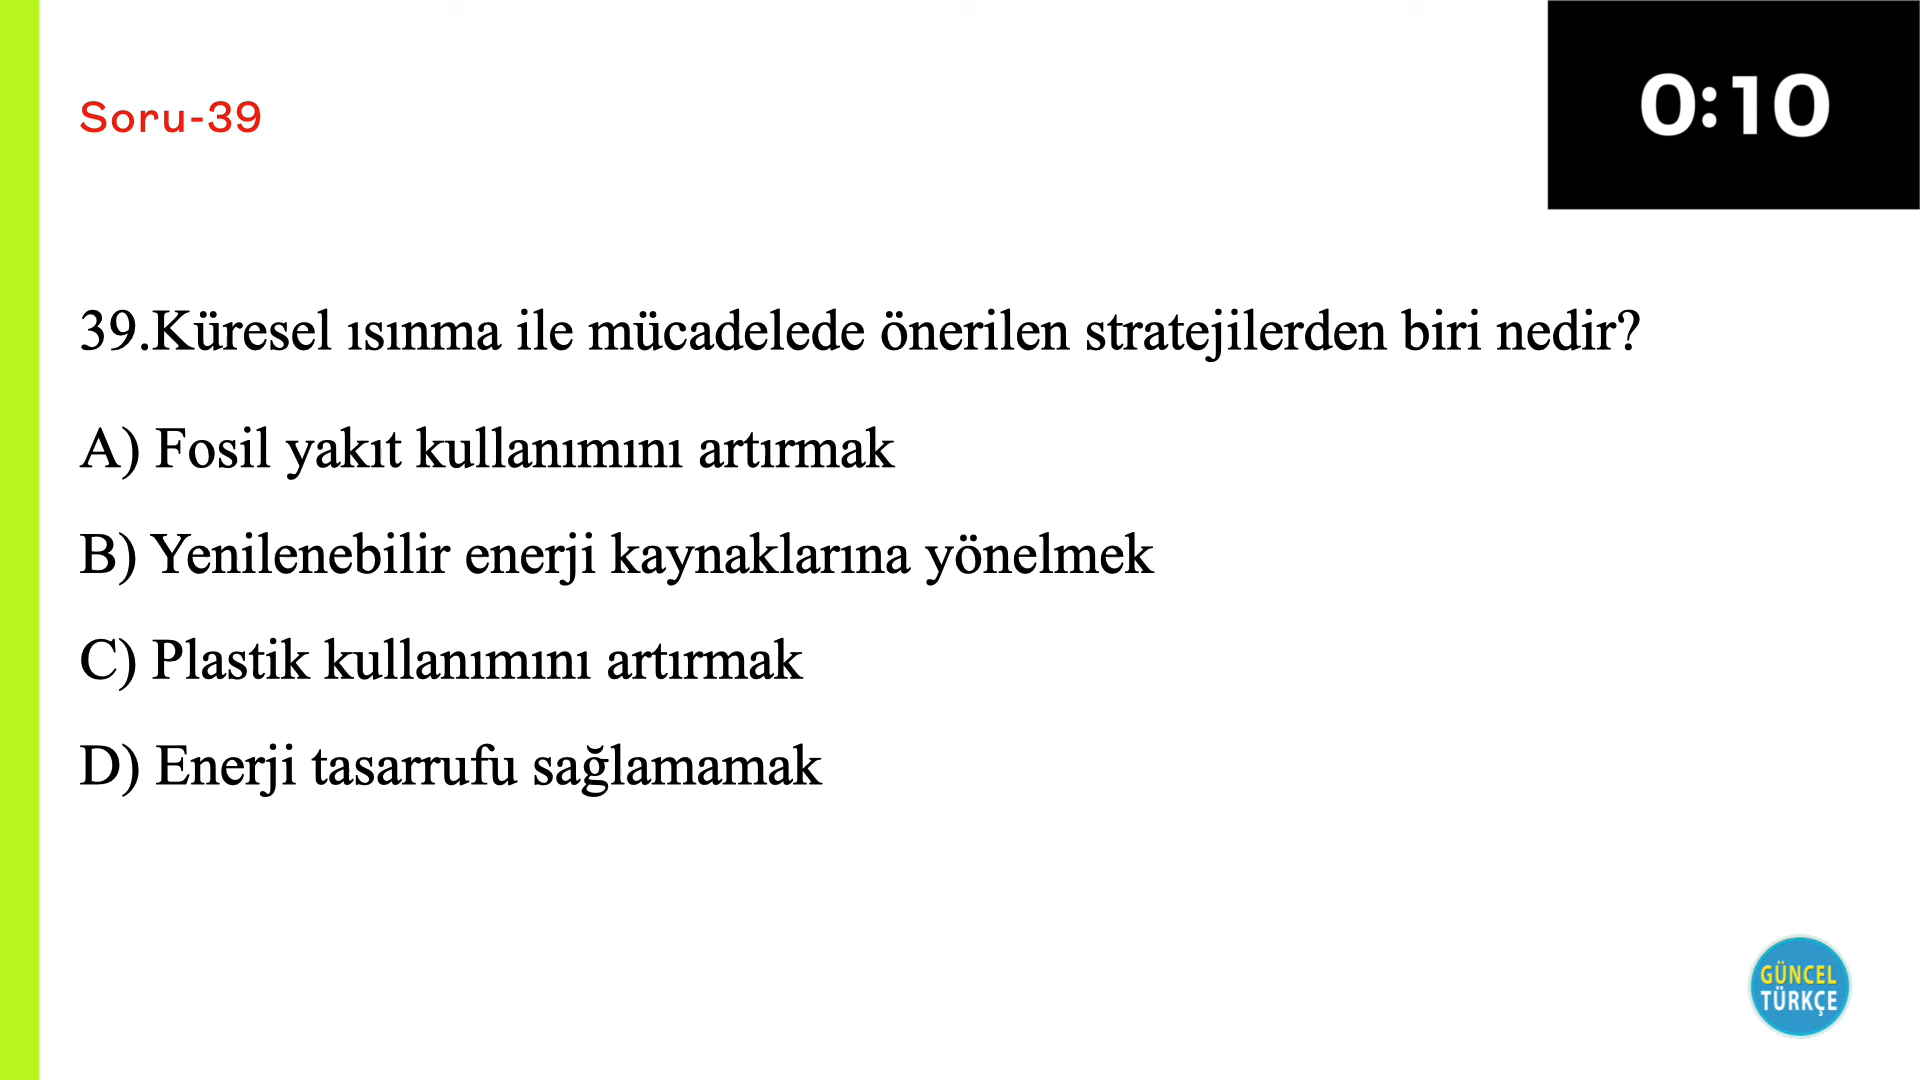 Soru-39
0:10
39.Küresel ısınma ile mücadelede önerilen stratejilerden biri nedir?
A) Fosil yakıt kullanımını artırmak
B) Yenilenebilir enerji kaynaklarına yönelmek
C) Plastik kullanımını artırmak
D) Enerji tasarrufu sağlamamak
GÜNCEL
TÜRKÇE